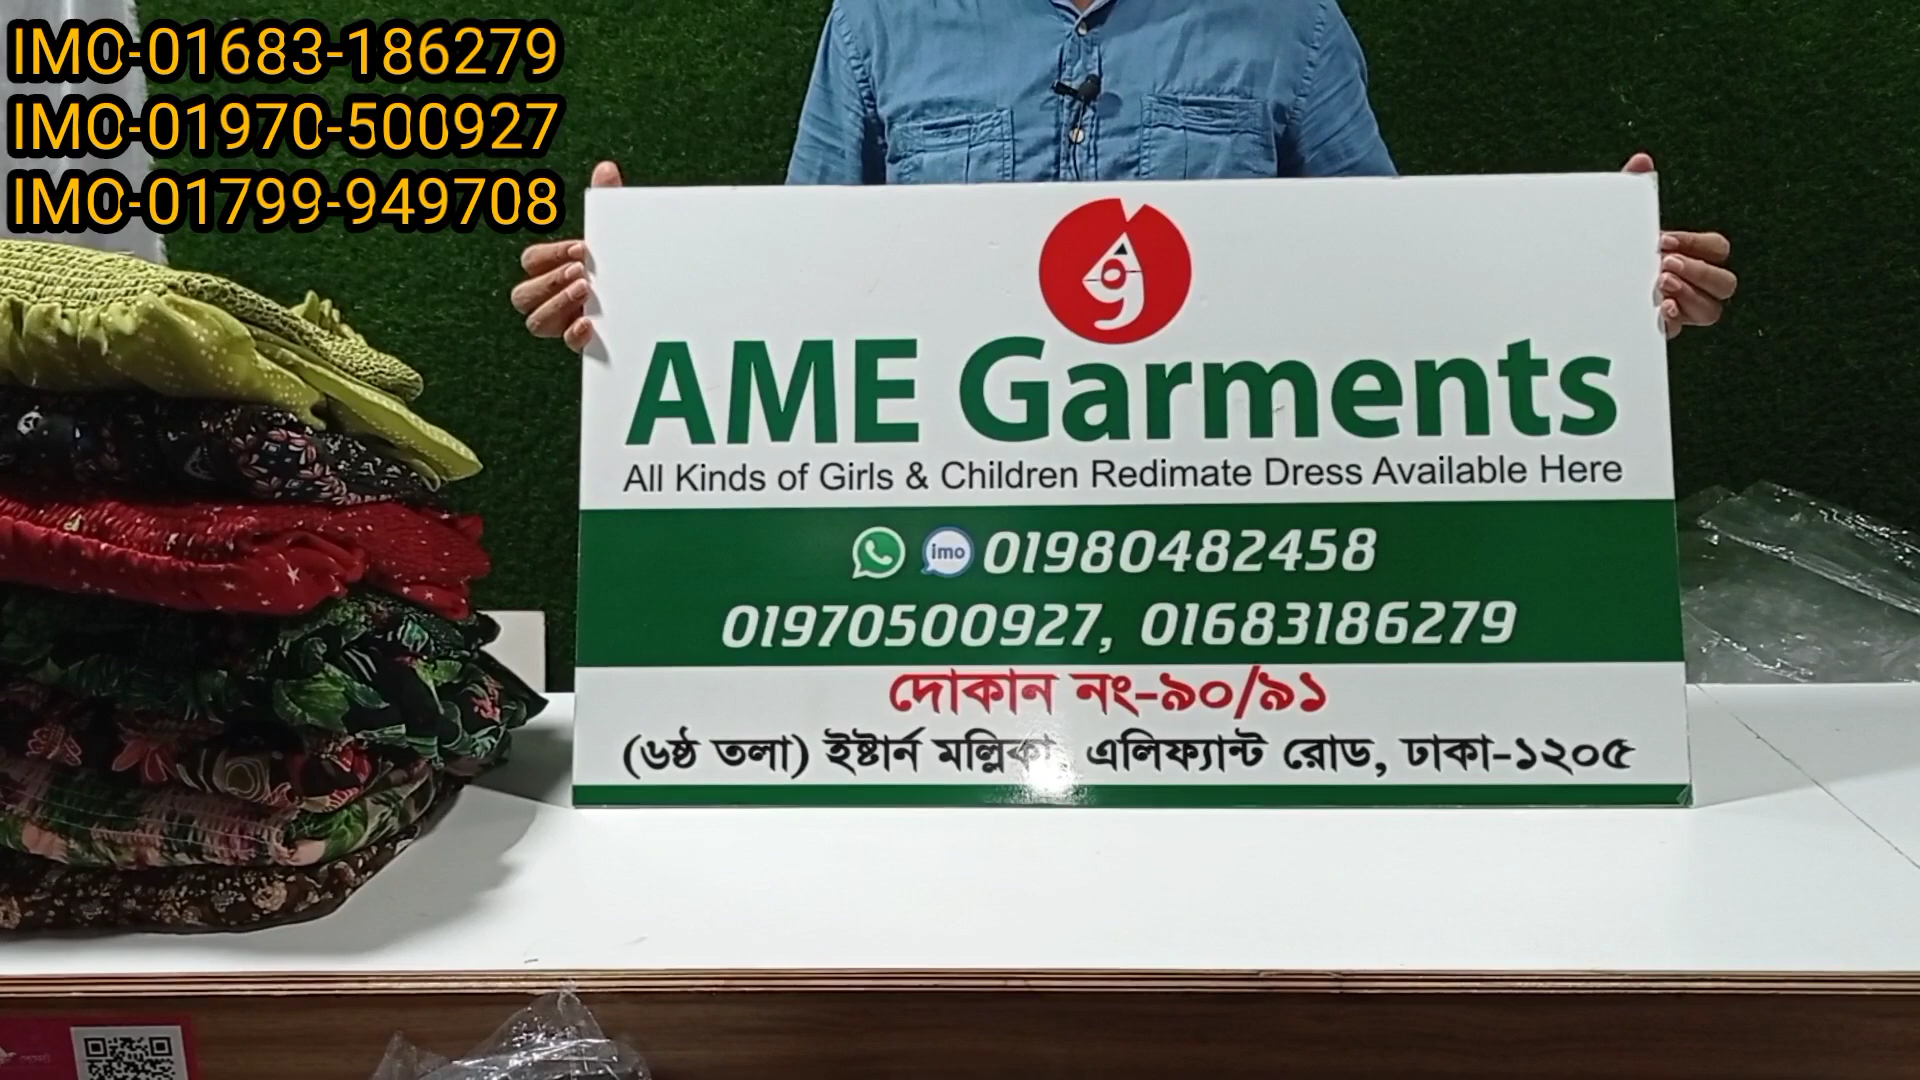 IMO-01683-186279
IMO-01970-500927
IMO-01799-949708
AME Garments
All Kinds of Girls & Children Redimate Dress Available Here
imo 01980482458
01970500927, 01683186279
দোকান নং-৯০/৯১
(৬ষ্ঠ তলা) ইষ্টার্ন মল্লিকা, এলিফ্যান্ট রোড, ঢাকা-১২০৫